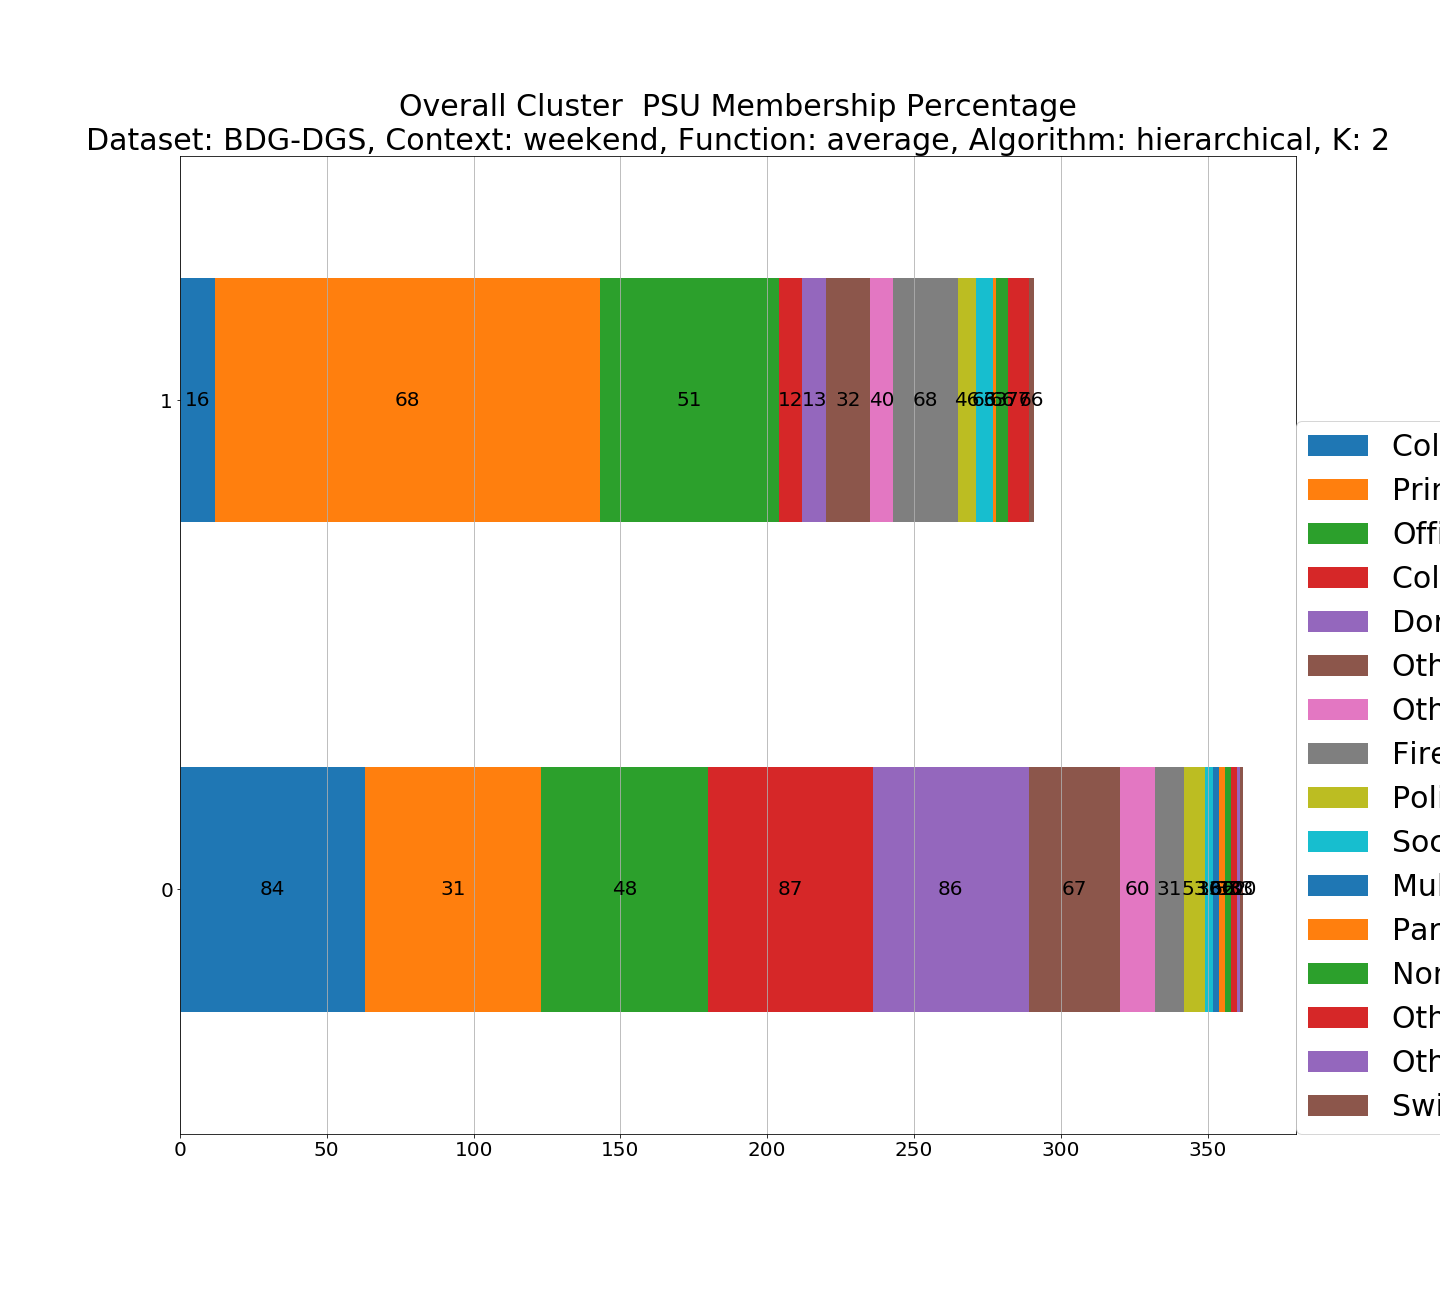 Overall Cluster  PSU Membership Percentage
Dataset: BDG-DGS, Context: weekend, Function: average, Algorithm: hierarchical, K: 2
1
16 68 51 12 13 32 40 68 46
0
84 31 48 87 86 67 60 31 53
0 50 100 150 200 250 300 350
Col
Prin
Offi
Col
Dor
Oth
Oth
Fire
Poli
Soc
Mul
Par
Nor
Oth
Oth
Swi